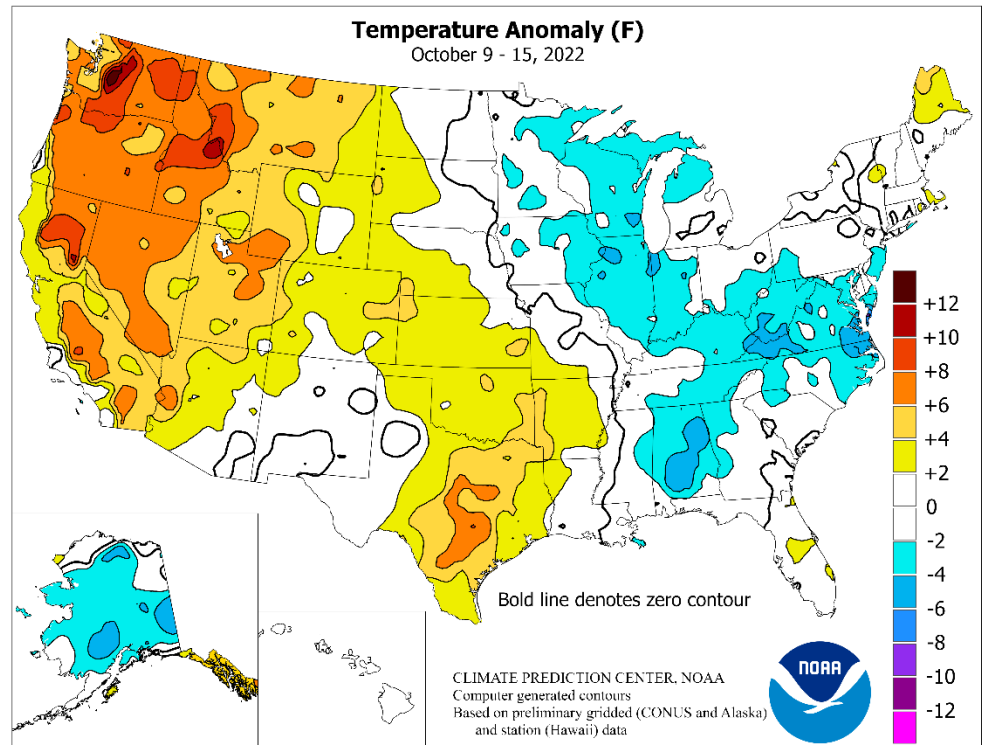 Temperature Anomaly (F)
October 9 - 15, 2022
+12
+10
+8
+6
+4
+2
0
-2
-4
-6
-8
-10
-12
Bold line denotes zero contour
3
CLIMATE PREDICTION CENTER, NOAA
Computer generated contours
Based on preliminary gridded (CONUS and Alaska)
and station (Hawaii) data
NOAA